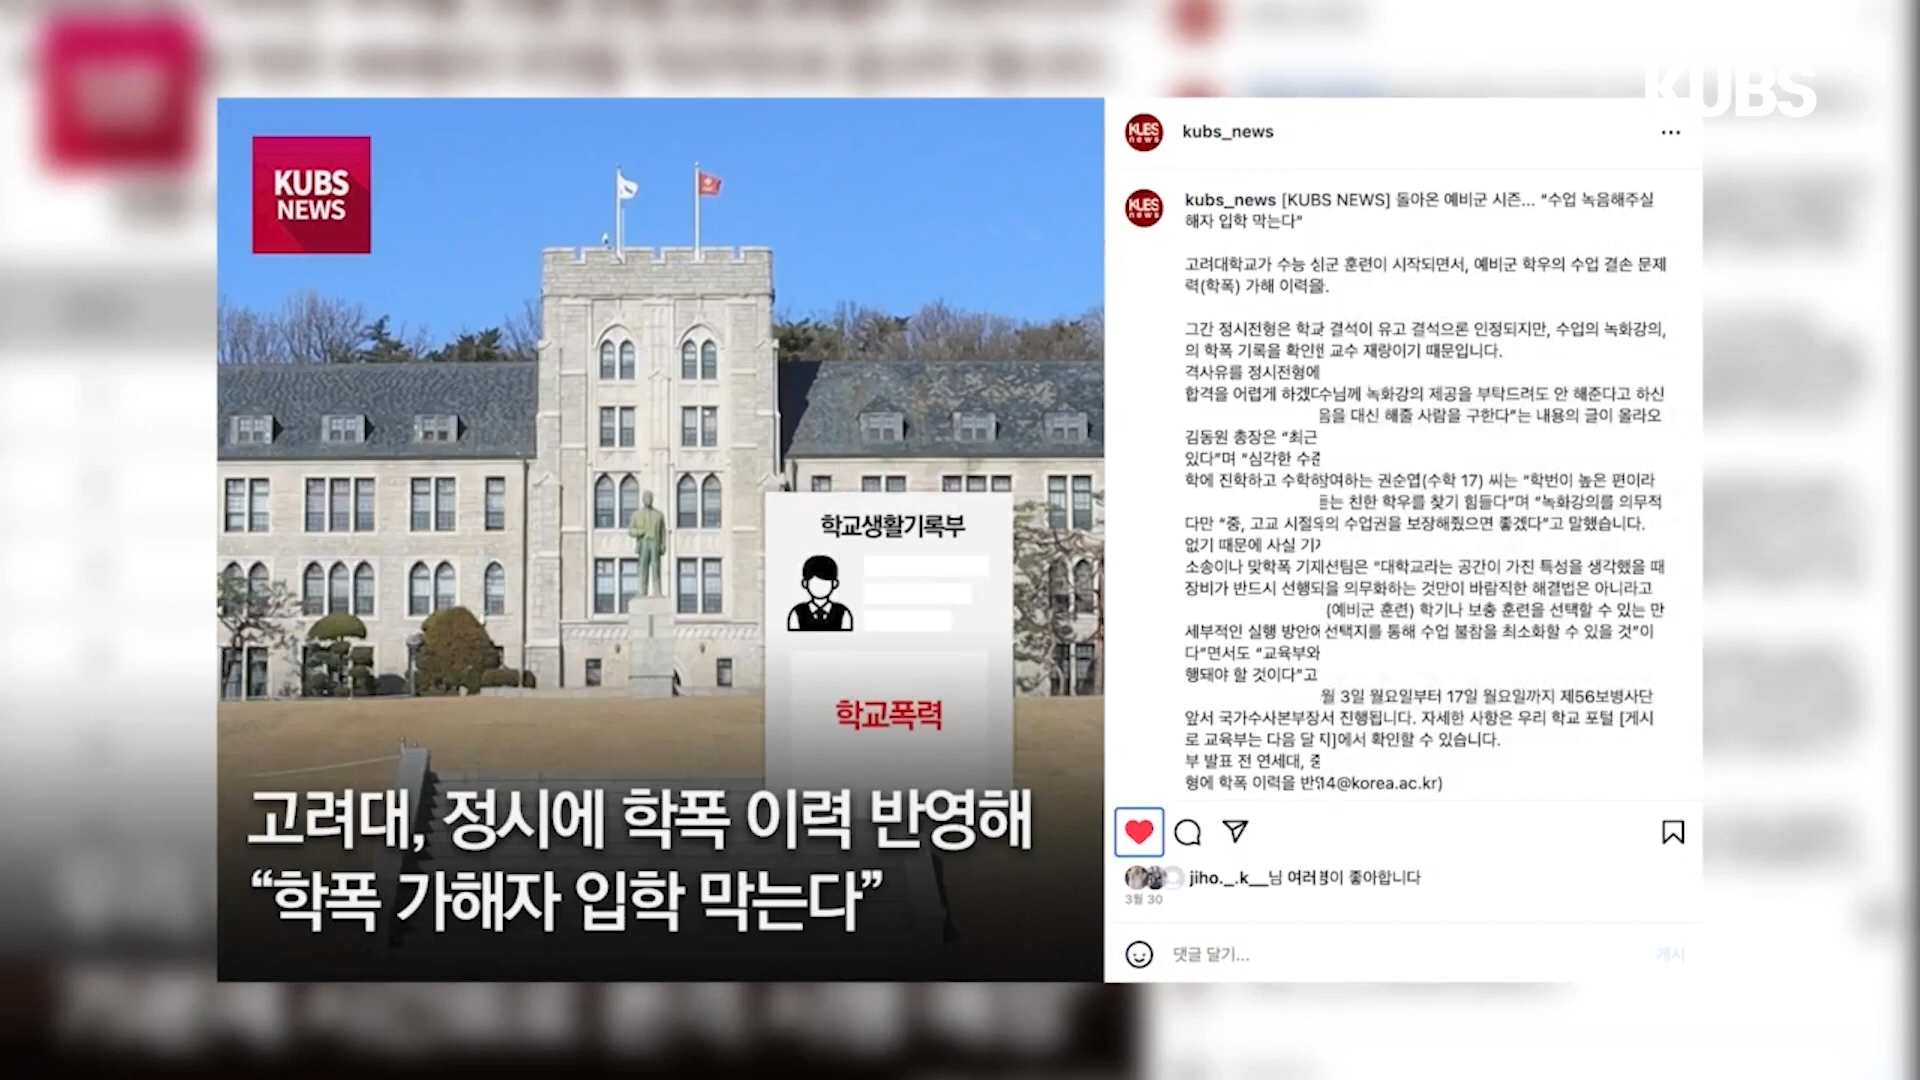 KUBS
KUBS
NEWS
학교생활기록부
학교폭력
고려대, 정시에 학폭 이력 반영해
“학폭 가해자 입학 막는다”
kubs_news
kubs_news [KUBS NEWS] 돌아온 예비군 시즌... “수업 녹음해주실
해자 입학 막는다”
고려대학교가 수능 군 훈련이 시작되면서, 예비군 학우의 수업 결손 문제
력(학폭) 가해 이력을.
그간 정시전형은 학교 결석이 유고 결석으론 인정되지만, 수업의 녹화강의,
의 학폭 기록을 확인 교수 재량이기 때문입니다.
격사유를 정시전형에
합격을 어렵게 하겠 수님께 녹화강의 제공을 부탁드려도 안 해준다고 하신
음을 대신 해줄 사람을 구한다”는 내용의 글이 올라오
김동원 총장은 “최근
있다”며 “심각한 수준
학에 진학하고 수학 여하는 권순엽(수학 17) 씨는 “학번이 높은 편이라
는 친한 학우를 찾기 힘들다”며 “녹화강의를 의무적
다만 “중, 고교 시절 의 수업권을 보장해줬으면 좋겠다”고 말했습니다.
없기 때문에 사실 기
소송이나 맞학폭 기재 선팀은 “대학교라는 공간이 가진 특성을 생각했을 때
장비가 반드시 선행되 을 의무화하는 것만이 바람직한 해결법은 아니라고
(예비군 훈련) 학기나 보충 훈련을 선택할 수 있는 만
세부적인 실행 방안 선택지를 통해 수업 불참을 최소화할 수 있을 것”이
다”면서도 “교육부와
행돼야 할 것이다”고
월 3일 월요일부터 17일 월요일까지 제56보병사단
앞서 국가수사본부장 서 진행됩니다. 자세한 사항은 우리 학교 포털 [게시
로 교육부는 다음 달 지]에서 확인할 수 있습니다.
부 발표 전 연세대,
형에 학폭 이력을 반 14@korea.ac.kr)
jiho._.k__님 여러 명이 좋아합니다
3월 30
댓글 달기...
게시